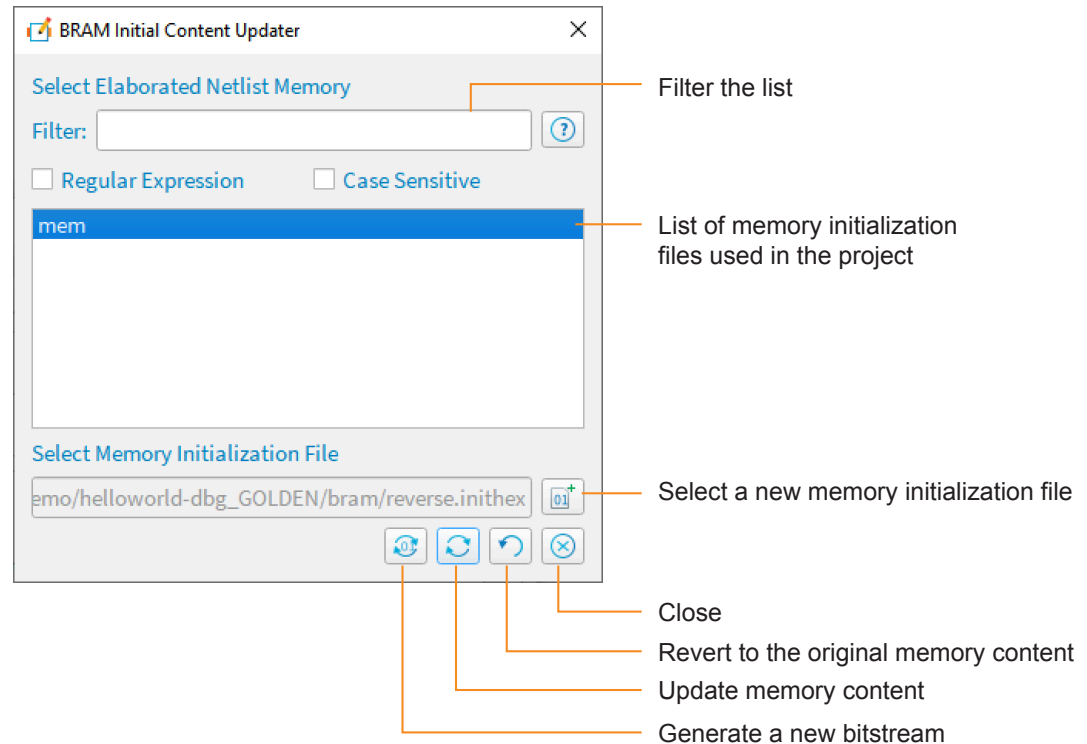 BRAM Initial Content Updater
Select Elaborated Netlist Memory
Filter the list
Filter:
Regular Expression
Case Sensitive
mem
List of memory initialization
files used in the project
Select Memory Initialization File
emo/helloworld-dbg_GOLDEN/bram/reverse.inithex
01
Select a new memory initialization file
01
Close
Revert to the original memory content
Update memory content
Generate a new bitstream